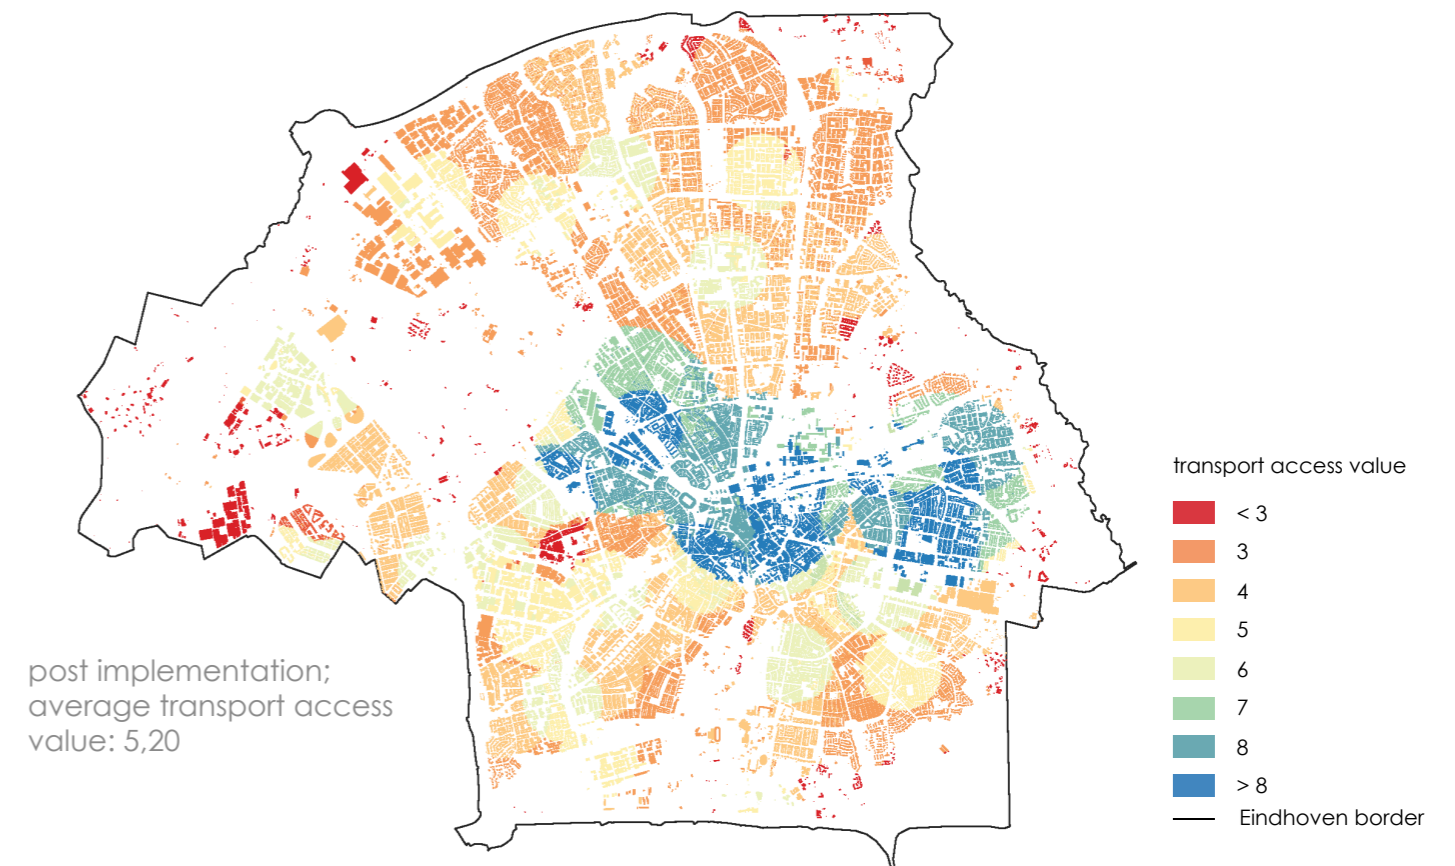 transport access value
< 3
3
4
5
6
7
8
> 8
Eindhoven border
post implementation;
average transport access
value: 5,20